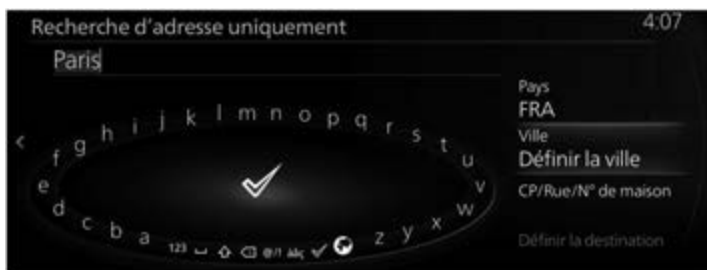 Recherche d'adresse uniquement 4:07
Paris
Pays
FRA
Ville
Définir la ville
CP/Rue/N° de maison
Définir la destination
a b c d e f g h i j k l m n o p q r s t u v w x y z
123 @/! àäç